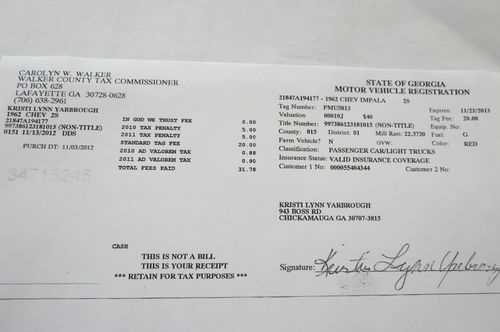 CAROLYN W. WALKER
WALKER COUNTY TAX COMMISSIONER
PO BOX 628
LAFAYETTE GA 30728-0628
(706) 638-2961
KRISTI LYNN YARBROUGH
1962 CHEV 2S
21847A194177
997386123181015 (NON-TITLE)
0151 11/13/2012 DDS
PURCH DT: 11/03/2012
34715245
IN GOD WE TRUST FEE 0.00
2010 TAX PENALTY 5.00
2011 TAX PENALTY 5.00
STANDARD TAG 20.00
2010 AD VALOREM TAX 0.88
2011 AD VALOREM TAX 0.90
TOTAL FEES PAID 31.78
CASH
THIS IS NOT A BILL
THIS IS YOUR RECEIPT
*** RETAIN FOR TAX PURPOSES ***
STATE OF GEORGIA
MOTOR VEHICLE REGISTRATION
21847A194177 - 1962 CHEV IMPALA 2S
Tag Number: PMU5813 Expires: 11/23/2013
Valuation 00010J $40 Tag Fee: 20.00
Title Number: 997386123181015 (NON-TITLE) Equip. No:
County: 015 District: 01 Mill Rate: 22.5720 Fuel: G
Farm Vehicle? N O/VW: Color: RED
Classification: PASSENGER CAR/LIGHT TRUCKS
Insurance Status: VALID INSURANCE COVERAGE
Customer 1 No: 000055404344 Customer 2 No:
KRISTI LYNN YARBROUGH
943 BOSS RD
CHICKAMAUGA GA 30707-3815
Signature: Kristi Lynn Yarbroug